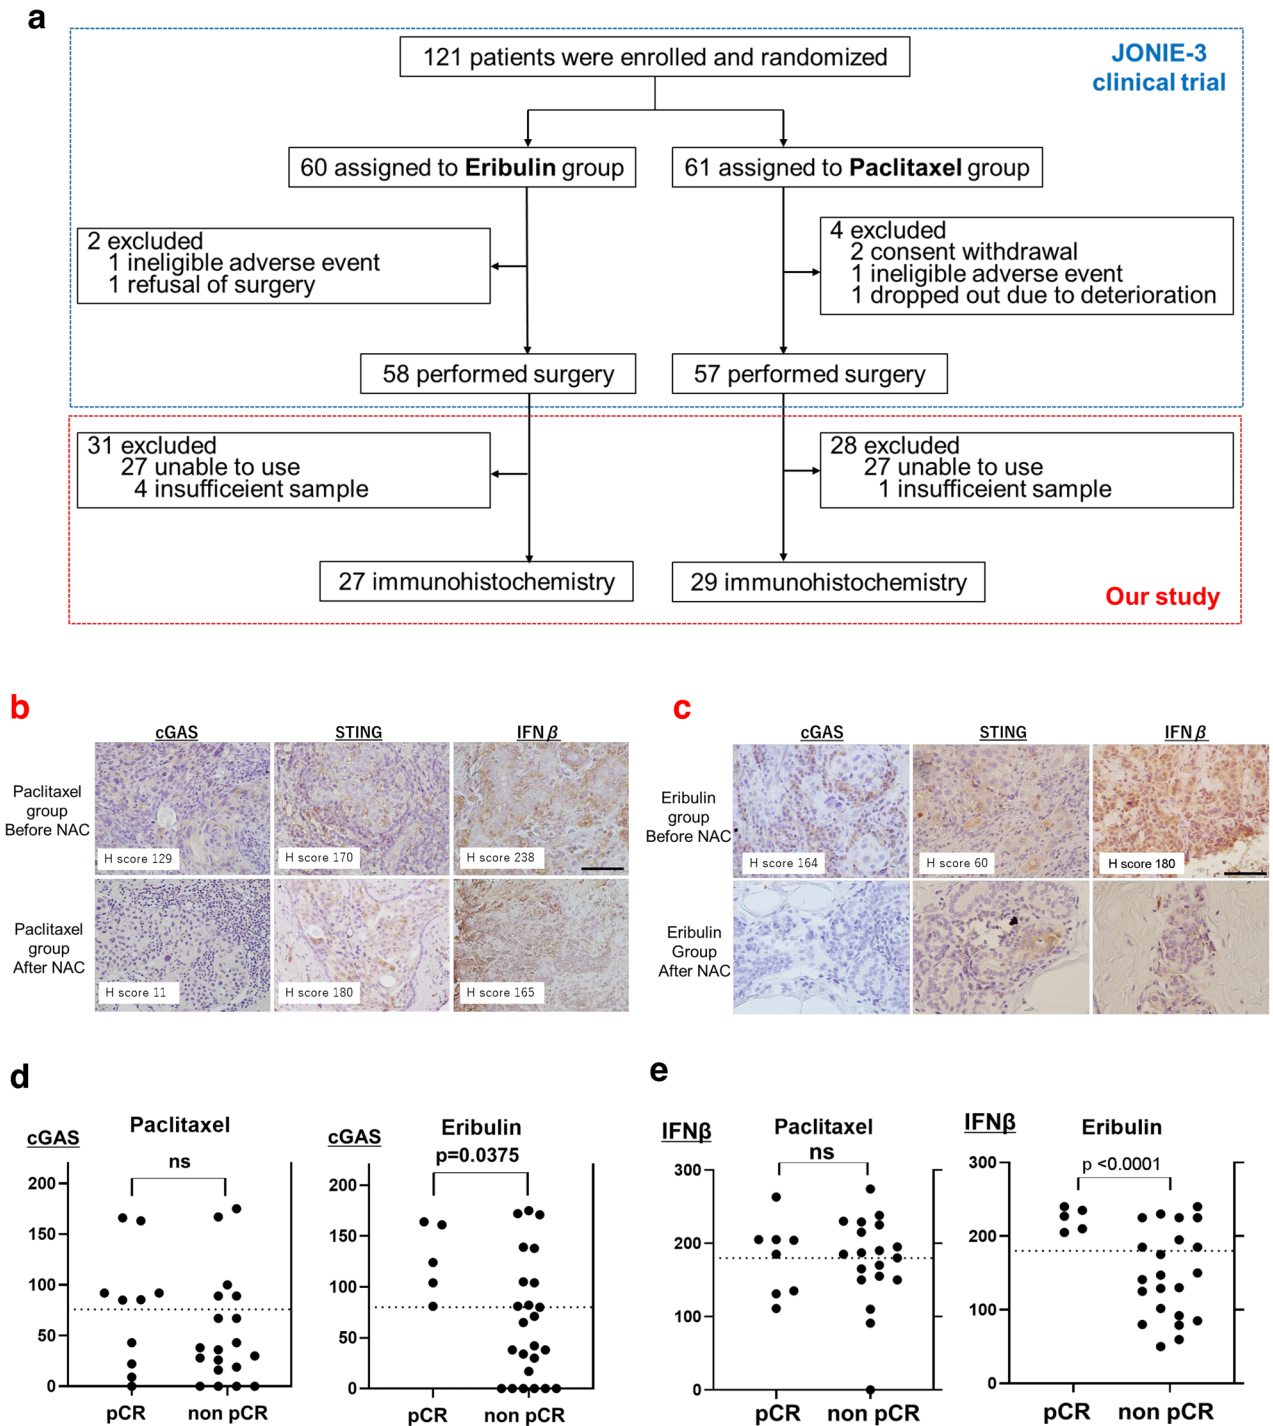 a
JONIE-3
clinical trial
121 patients were enrolled and randomized
60 assigned to Eribulin group
61 assigned to Paclitaxel group
2 excluded
1 ineligible adverse event
1 refusal of surgery
4 excluded
2 consent withdrawal
1 ineligible adverse event
1 dropped out due to deterioration
58 performed surgery
57 performed surgery
31 excluded
27 unable to use
4 insufficeient sample
28 excluded
27 unable to use
1 insufficeient sample
27 immunohistochemistry
29 immunohistochemistry
Our study
b
cGAS STING IFNβ
Paclitaxel
group
Before NAC
H score 129
H score 170
H score 238
Paclitaxel
group
After NAC
H score 11
H score 180
H score 165
c
cGAS STING IFNβ
Eribulin
group
Before NAC
H score 164
H score 60
H score 180
Eribulin
Group
After NAC
d
cGAS
Paclitaxel
ns
200
150
100
50
0
pCR non pCR
cGAS
Eribulin
p=0.0375
200
150
100
50
0
pCR non pCR
e
IFNβ
Paclitaxel
ns
300
200
100
0
pCR non pCR
IFNβ
Eribulin
p <0.0001
300
200
100
0
pCR non pCR